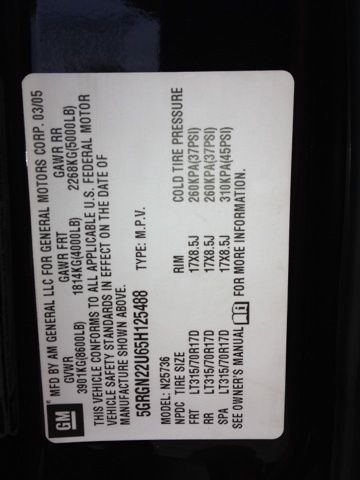 GM
MFD BY AM GENERAL LLC FOR GENERAL MOTORS CORP. 03/05
GVWR GAWR FRT GAWR RR
3901KG(8600LB) 1814KG(4000LB) 2268KG(5000LB)
THIS VEHICLE CONFORMS TO ALL APPLICABLE U.S. FEDERAL MOTOR
VEHICLE SAFETY STANDARDS IN EFFECT ON THE DATE OF
MANUFACTURE SHOWN ABOVE.
5GRGN22U65H125488 TYPE: M.P.V.
MODEL: N25736
NPDC TIRE SIZE RIM COLD TIRE PRESSURE
FRT LT315/70R17D 17X8.5J 260KPA(37PSI)
RR LT315/70R17D 17X8.5J 260KPA(37PSI)
SPA LT315/70R17D 17X8.5J 310KPA(45PSI)
SEE OWNER'S MANUAL FOR MORE INFORMATION.